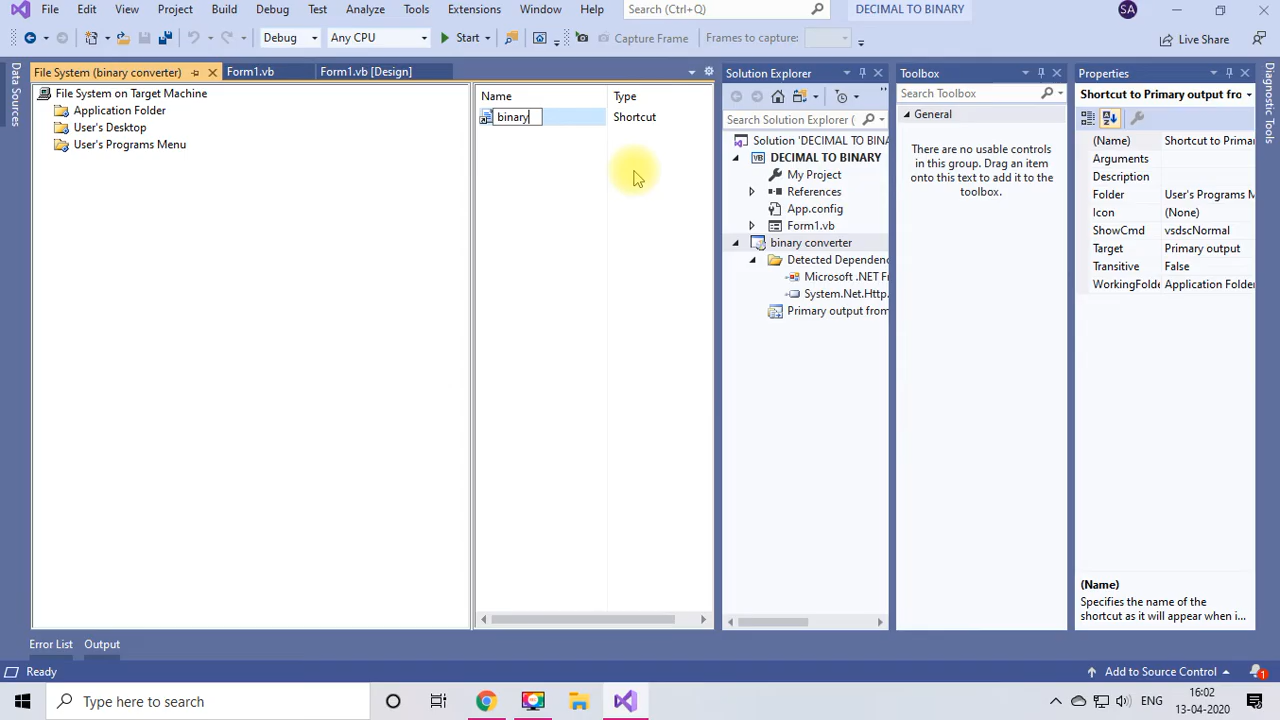 File Edit View Project Build Debug Test Analyze Tools Extensions Window Help Search (Ctrl+Q) DECIMAL TO BINARY SA
Debug Any CPU Start Capture Frame Frames to capture: Live Share
Data Sources
File System (binary converter) Form1.vb Form1.vb [Design]
File System on Target Machine
Application Folder
User's Desktop
User's Programs Menu
Name Type
binary Shortcut
Solution Explorer
Search Solution Explorer (
Solution 'DECIMAL TO BINA
DECIMAL TO BINARY
My Project
References
App.config
Form1.vb
binary converter
Detected Dependenc
Microsoft .NET Fr
System.Net.Http.
Primary output from
Toolbox
Search Toolbox
General
There are no usable controls
in this group. Drag an item
onto this text to add it to the
toolbox.
Properties
Shortcut to Primary output fro
(Name) Shortcut to Primar
Arguments
Description
Folder User's Programs M
Icon (None)
ShowCmd vsdscNormal
Target Primary output
Transitive False
WorkingFolde Application Folder
(Name)
Specifies the name of the
shortcut as it will appear when i...
Diagnostic Tools
Error List Output
Ready Add to Source Control 1
Type here to search ENG 16:02
13-04-2020